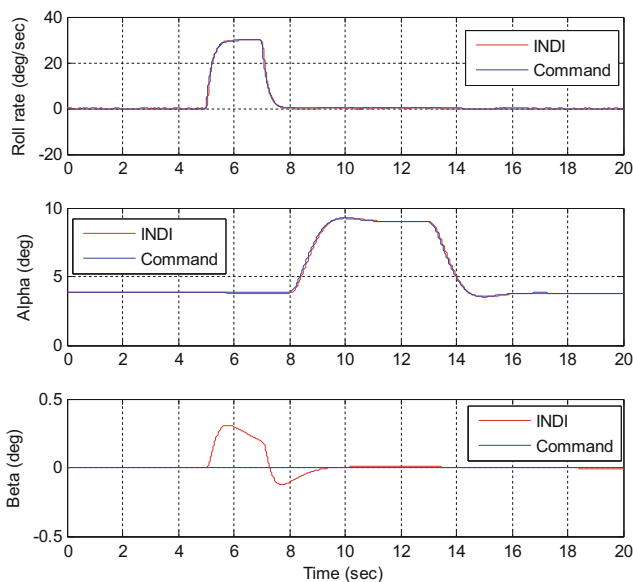 40
20
0
-20
Roll rate (deg/sec)
INDI
Command
0 2 4 6 8 10 12 14 16 18 20
10
5
0
Alpha (deg)
INDI
Command
0 2 4 6 8 10 12 14 16 18 20
0.5
0
-0.5
Beta (deg)
INDI
Command
0 2 4 6 8 10 12 14 16 18 20
Time (sec)